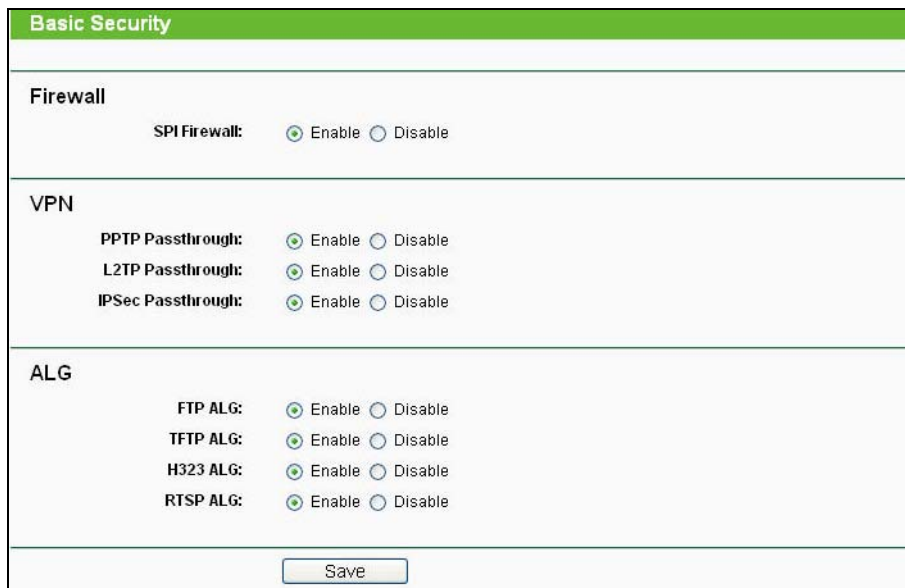 Basic Security
Firewall
SPI Firewall: Enable Disable
VPN
PPTP Passthrough: Enable Disable
L2TP Passthrough: Enable Disable
IPSec Passthrough: Enable Disable
ALG
FTP ALG: Enable Disable
TFTP ALG: Enable Disable
H323 ALG: Enable Disable
RTSP ALG: Enable Disable
Save